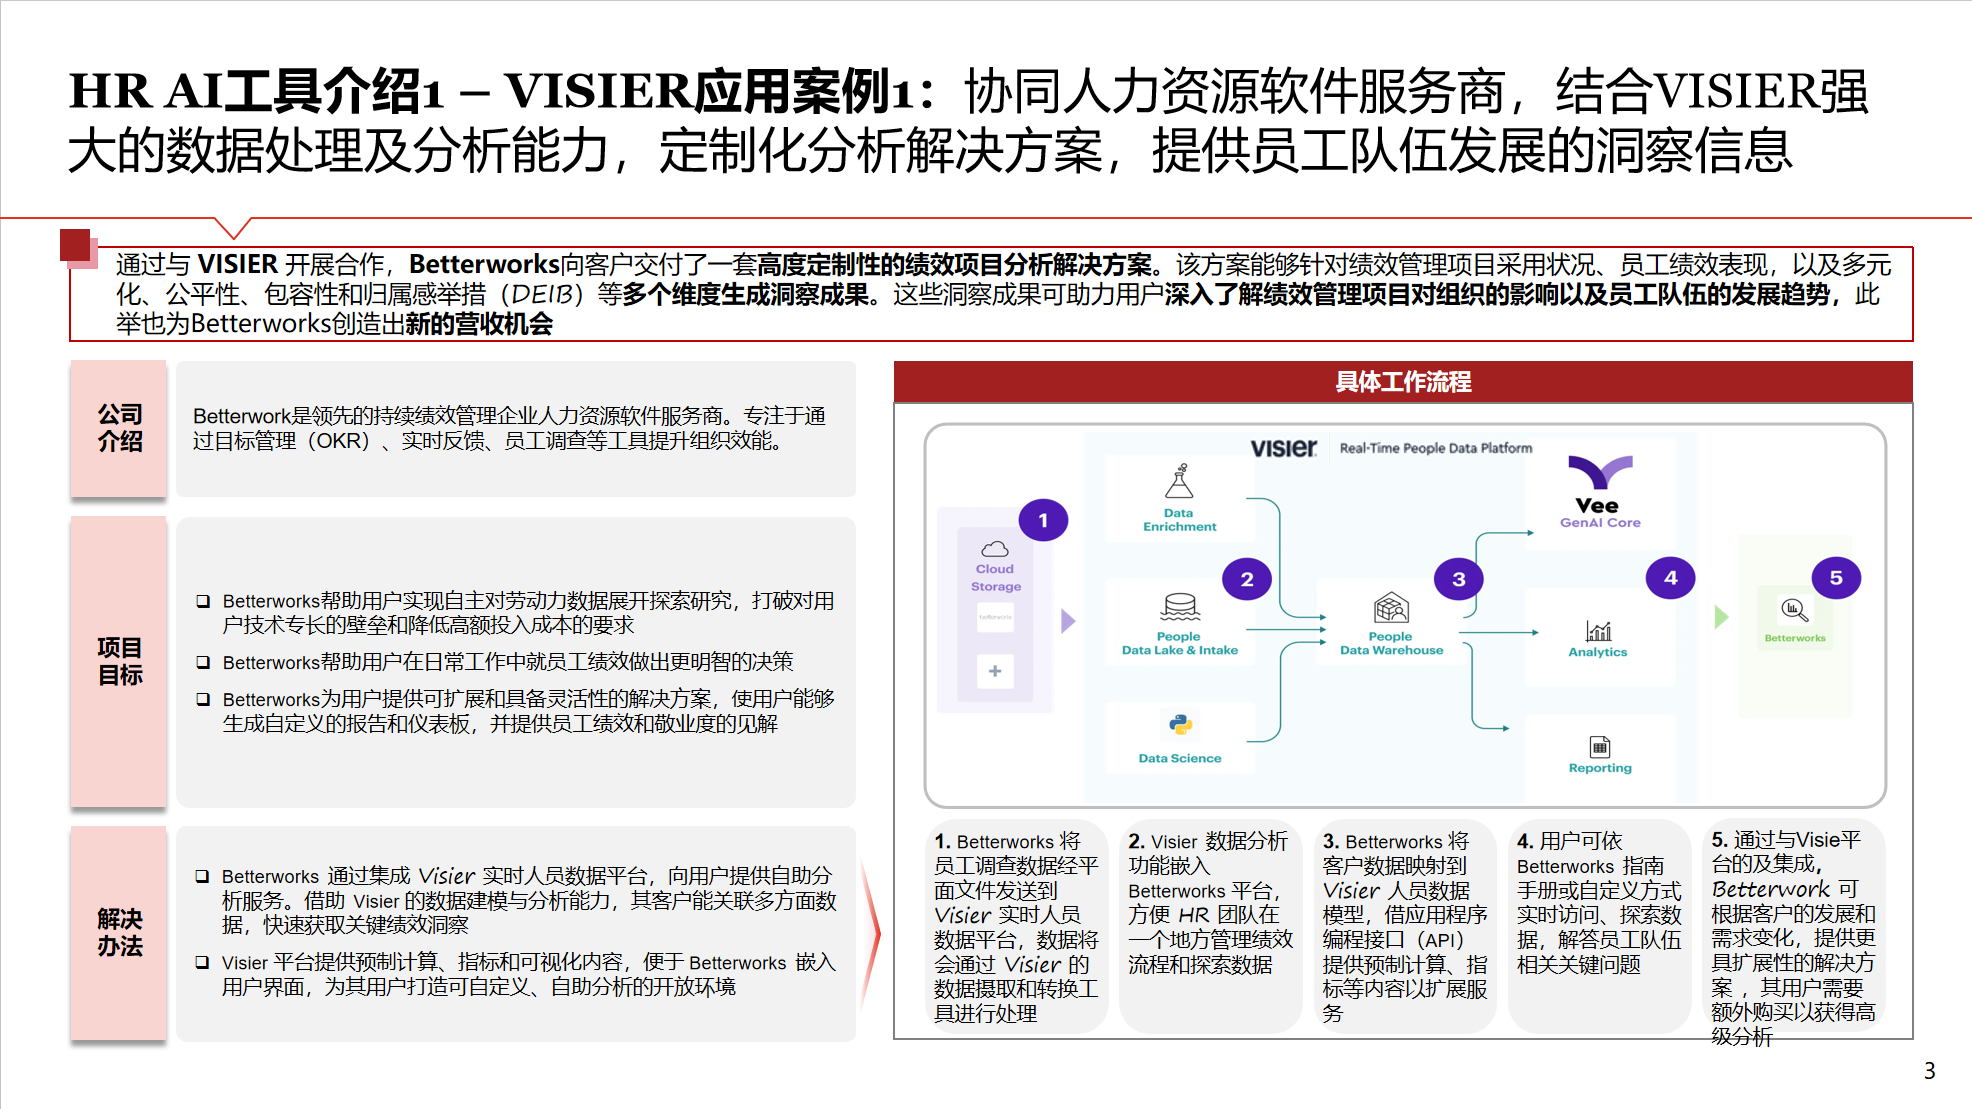 HR AI工具介绍1 – VISIER应用案例1：协同人力资源软件服务商，结合VISIER强
大的数据处理及分析能力，定制化分析解决方案，提供员工队伍发展的洞察信息
通过与 VISIER 开展合作，Betterworks向客户交付了一套高度定制性的绩效项目分析解决方案。该方案能够针对绩效管理项目采用状况、员工绩效表现，以及多元
化、公平性、包容性和归属感举措（DEIB）等多个维度生成洞察成果。这些洞察成果可助力用户深入了解绩效管理项目对组织的影响以及员工队伍的发展趋势，此
举也为Betterworks创造出新的营收机会
公司
介绍
Betterwork是领先的持续绩效管理企业人力资源软件服务商。专注于通
过目标管理（OKR）、实时反馈、员工调查等工具提升组织效能。
项目
目标
Betterworks帮助用户实现自主对劳动力数据展开探索研究，打破对用
户技术专长的壁垒和降低高额投入成本的要求
Betterworks帮助用户在日常工作中就员工绩效做出更明智的决策
Betterworks为用户提供可扩展和具备灵活性的解决方案，使用户能够
生成自定义的报告和仪表板，并提供员工绩效和敬业度的见解
解决
办法
Betterworks 通过集成 Visier 实时人员数据平台，向用户提供自助分
析服务。借助 Visier 的数据建模与分析能力，其客户能关联多方面数
据，快速获取关键绩效洞察
Visier 平台提供预制计算、指标和可视化内容，便于 Betterworks 嵌入
用户界面，为其用户打造可自定义、自助分析的开放环境
具体工作流程
VISIER Real-Time People Data Platform
1
Cloud
Storage
+
Data
Enrichment
2
People
Data Lake & Intake
Data Science
3
People
Data Warehouse
Vee
GenAI Core
4
Analytics
Reporting
5
Betterworks
1. Betterworks 将
员工调查数据经平
面文件发送到
Visier 实时人员
数据平台，数据将
会通过 Visier 的
数据摄取和转换工
具进行处理
2. Visier 数据分析
功能嵌入
Betterworks 平台，
方便 HR 团队在
一个地方管理绩效
流程和探索数据
3. Betterworks 将
客户数据映射到
Visier 人员数据
模型，借应用程序
编程接口（API）
提供预制计算、指
标等内容以扩展服
务
4. 用户可依
Betterworks 指南
手册或自定义方式
实时访问、探索数
据，解答员工队伍
相关关键问题
5. 通过与Visie平
台的及集成，
Betterwork 可
根据客户的发展和
需求变化，提供更
具扩展性的解决方
案 ，其用户需要
额外购买以获得高
级分析
3